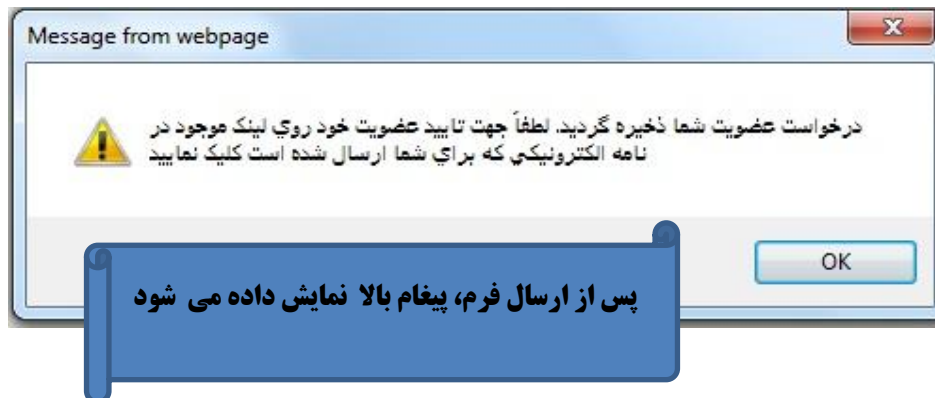 Message from webpage
درخواست عضويت شما ذخيره گرديد. لطفاً جهت تاييد عضويت خود روي لينک موجود در
نامه الکترونيکي که براي شما ارسال شده است کليک نماييد
OK
پس از ارسال فرم، پیغام بالا نمایش داده می شود